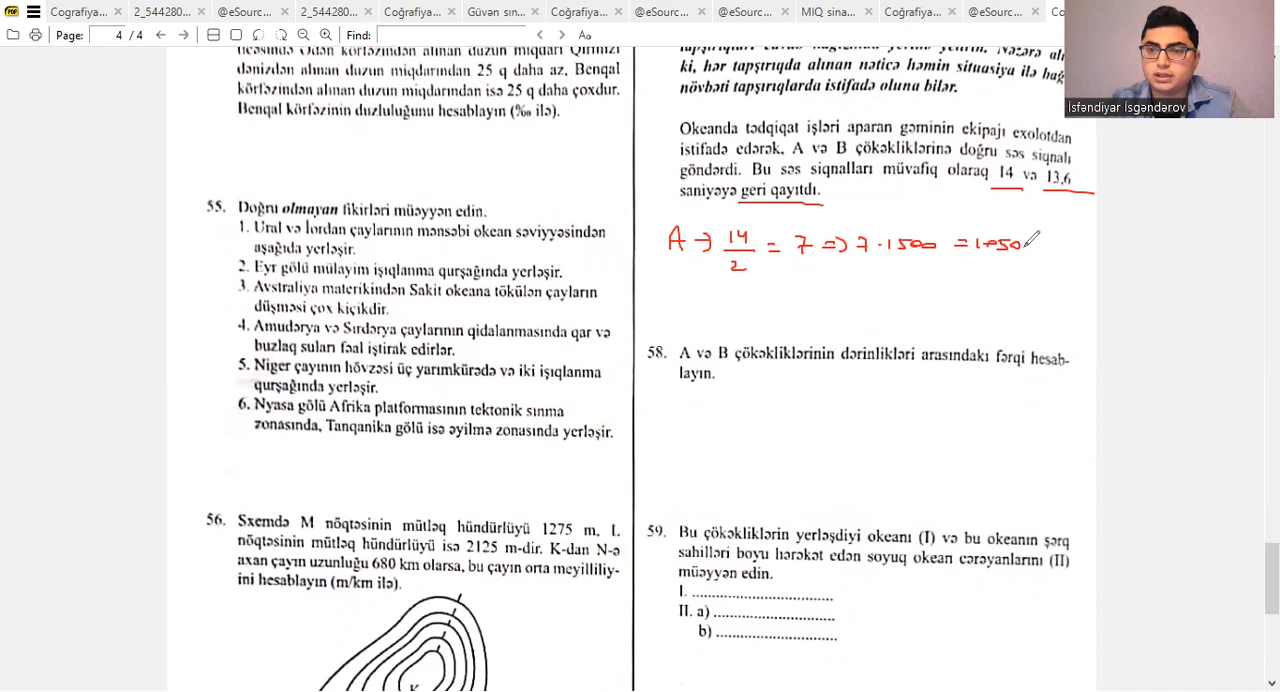 Coğrafiya...
2_544280...
@eSourc...
2_544280...
Coğrafiya...
Güvən sın...
Coğrafiya...
@eSource...
@eSource...
MIQ sina...
Coğrafiya...
@eSource...
Page: 4 / 4
Find:
Aa
dənizdən alınan duzun miqdarından 25 q daha az, Benqal
körfəzindən alınan duzun miqdarından isə 25 q daha çoxdur.
Benqal körfəzinin duzluluğunu hesablayın (‰ ilə).
55. Doğru olmayan fikirləri müəyyən edin.
1. Ural və İordan çaylarının mənsəbi okean səviyyəsindən
aşağıda yerləşir.
2. Eyr gölü mülayim işıqlanma qurşağında yerləşir.
3. Avstraliya materikindən Sakit okeana tökülən çayların
düşməsi çox kiçikdir.
4. Amudərya və Sırdərya çaylarının qidalanmasında qar və
buzlaq suları fəal iştirak edirlər.
5. Niger çayının hövzəsi üç yarımkürədə və iki işıqlanma
qurşağında yerləşir.
6. Nyasa gölü Afrika platformasının tektonik sınma
zonasında, Tanqanika gölü isə əyilmə zonasında yerləşir.
56. Sxemdə M nöqtəsinin mütləq hündürlüyü 1275 m, L
nöqtəsinin mütləq hündürlüyü isə 2125 m-dir. K-dan N-ə
axan çayın uzunluğu 680 km olarsa, bu çayın orta meyilliliy-
ini hesablayın (m/km ilə).
K
ki, hər tapşırıqda alınan nəticə həmin situasiya ilə bağ
növbəti tapşırıqlarda istifadə oluna bilər.
Okeanda tədqiqat işləri aparan gəminin ekipajı exolotdan
istifadə edərək, A və B çökəkliklərinə doğru səs siqnalı
göndərdi. Bu səs siqnalları müvafiq olaraq 14 və 13,6
saniyəyə geri qayıtdı.
A → 14/2 = 7 ⇒ 7 · 1500 = 1050
58. A və B çökəkliklərinin dərinlikləri arasındakı fərqi hesab-
layın.
59. Bu çökəkliklərin yerləşdiyi okeanı (I) və bu okeanın şərq
sahilləri boyu hərəkət edən soyuq okean cərəyanlarını (II)
müəyyən edin.
I. ..............................
II. a) ..........................
b) ..........................
İsfəndiyar İsgəndərov